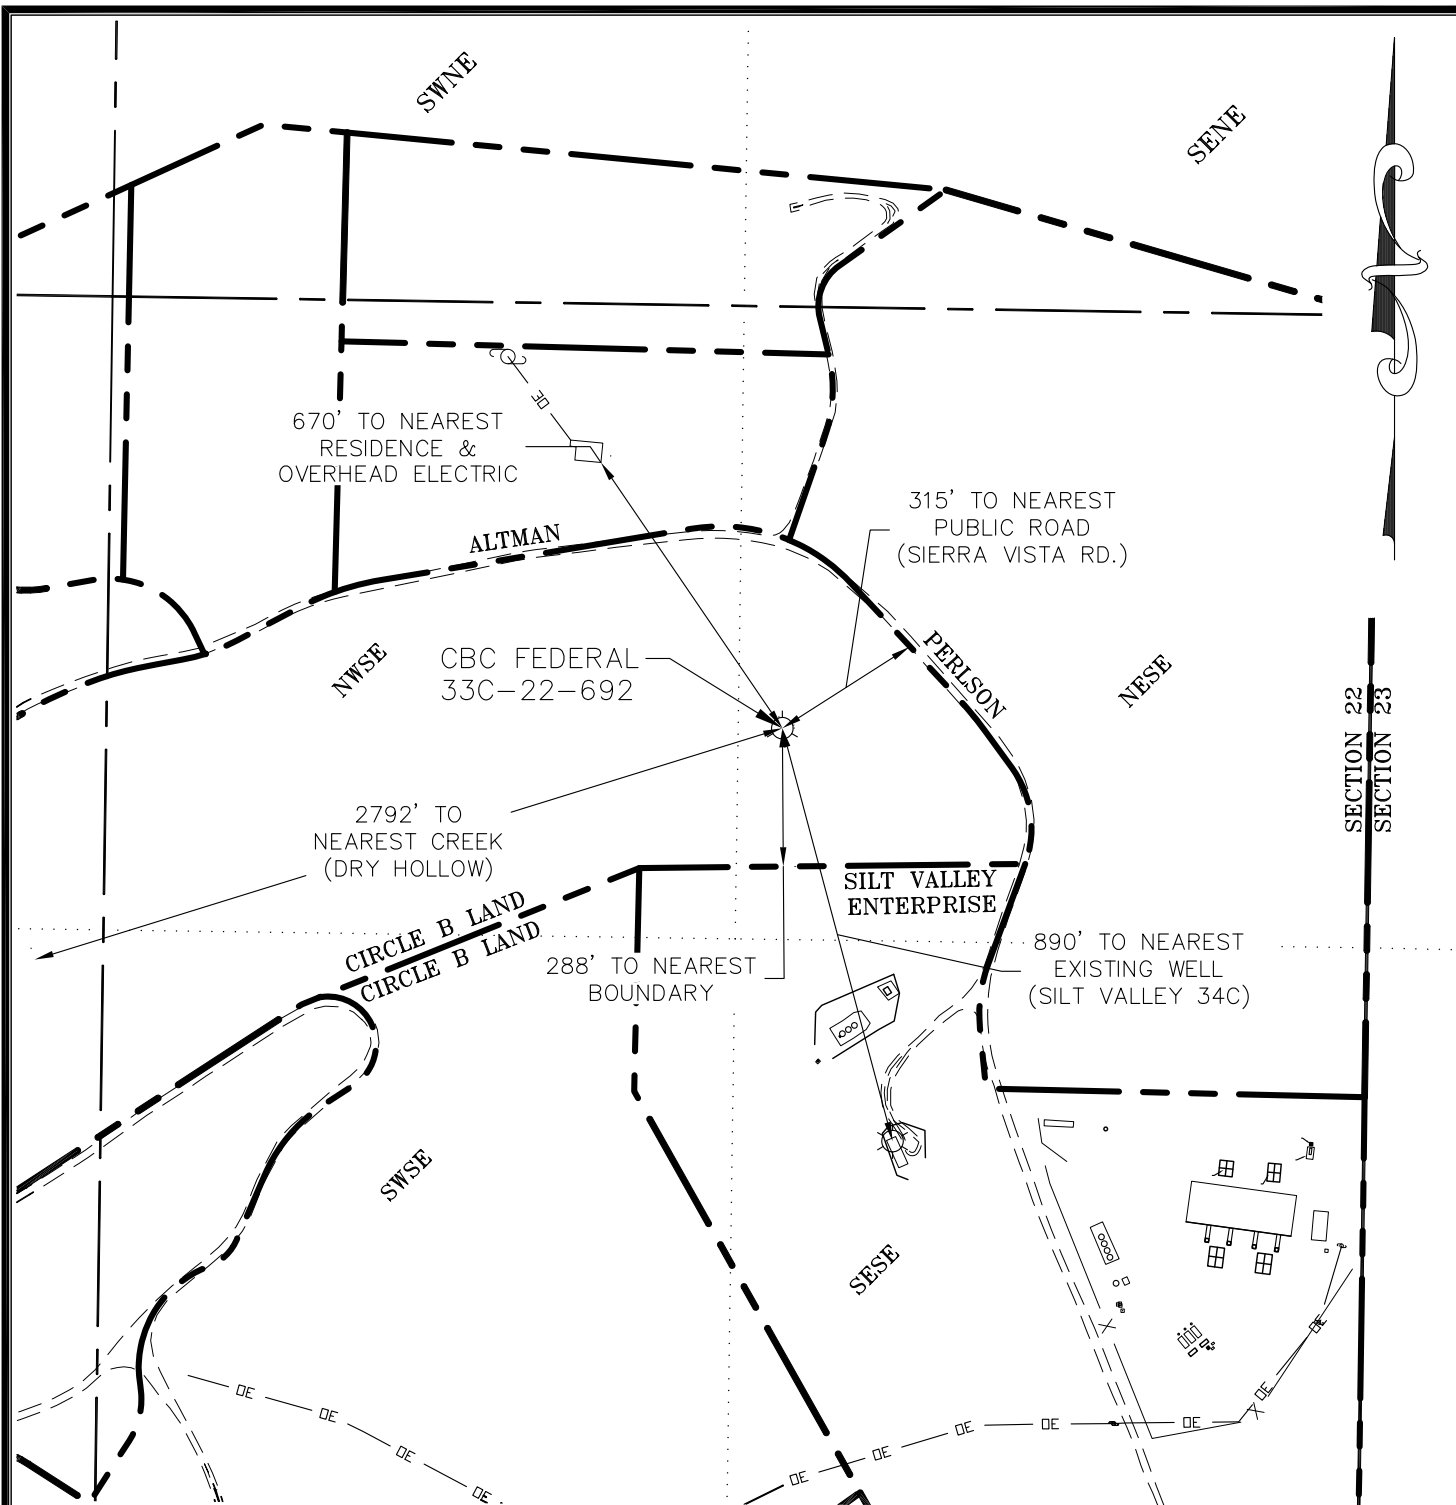 SWNE
SENE
670' TO NEAREST
RESIDENCE &
OVERHEAD ELECTRIC
OE
315' TO NEAREST
PUBLIC ROAD
(SIERRA VISTA RD.)
ALTMAN
PERLSON
NWSE
CBC FEDERAL
33C-22-692
NESE
SECTION 22
SECTION 23
2792' TO
NEAREST CREEK
(DRY HOLLOW)
SILT VALLEY
ENTERPRISE
CIRCLE B LAND
CIRCLE B LAND
288' TO NEAREST
BOUNDARY
890' TO NEAREST
EXISTING WELL
(SILT VALLEY 34C)
SWSE
SESE
X
OE
OE
OE
OE
OE
OE
OE
OE
OE
OE
X